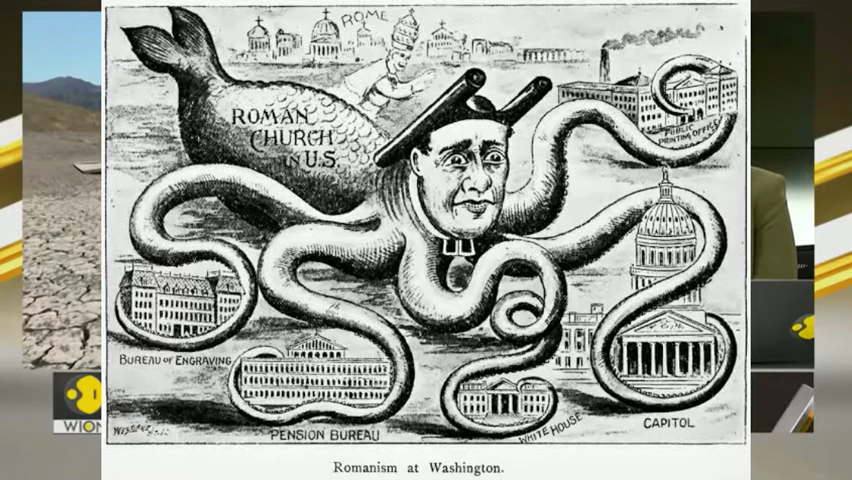 ROME
ROMAN
CHURCH
IN U.S.
PUBLIC
PRINTING OFFICE
BUREAU OF ENGRAVING
PENSION BUREAU
WHITE HOUSE
CAPITOL
WION
Romanism at Washington.